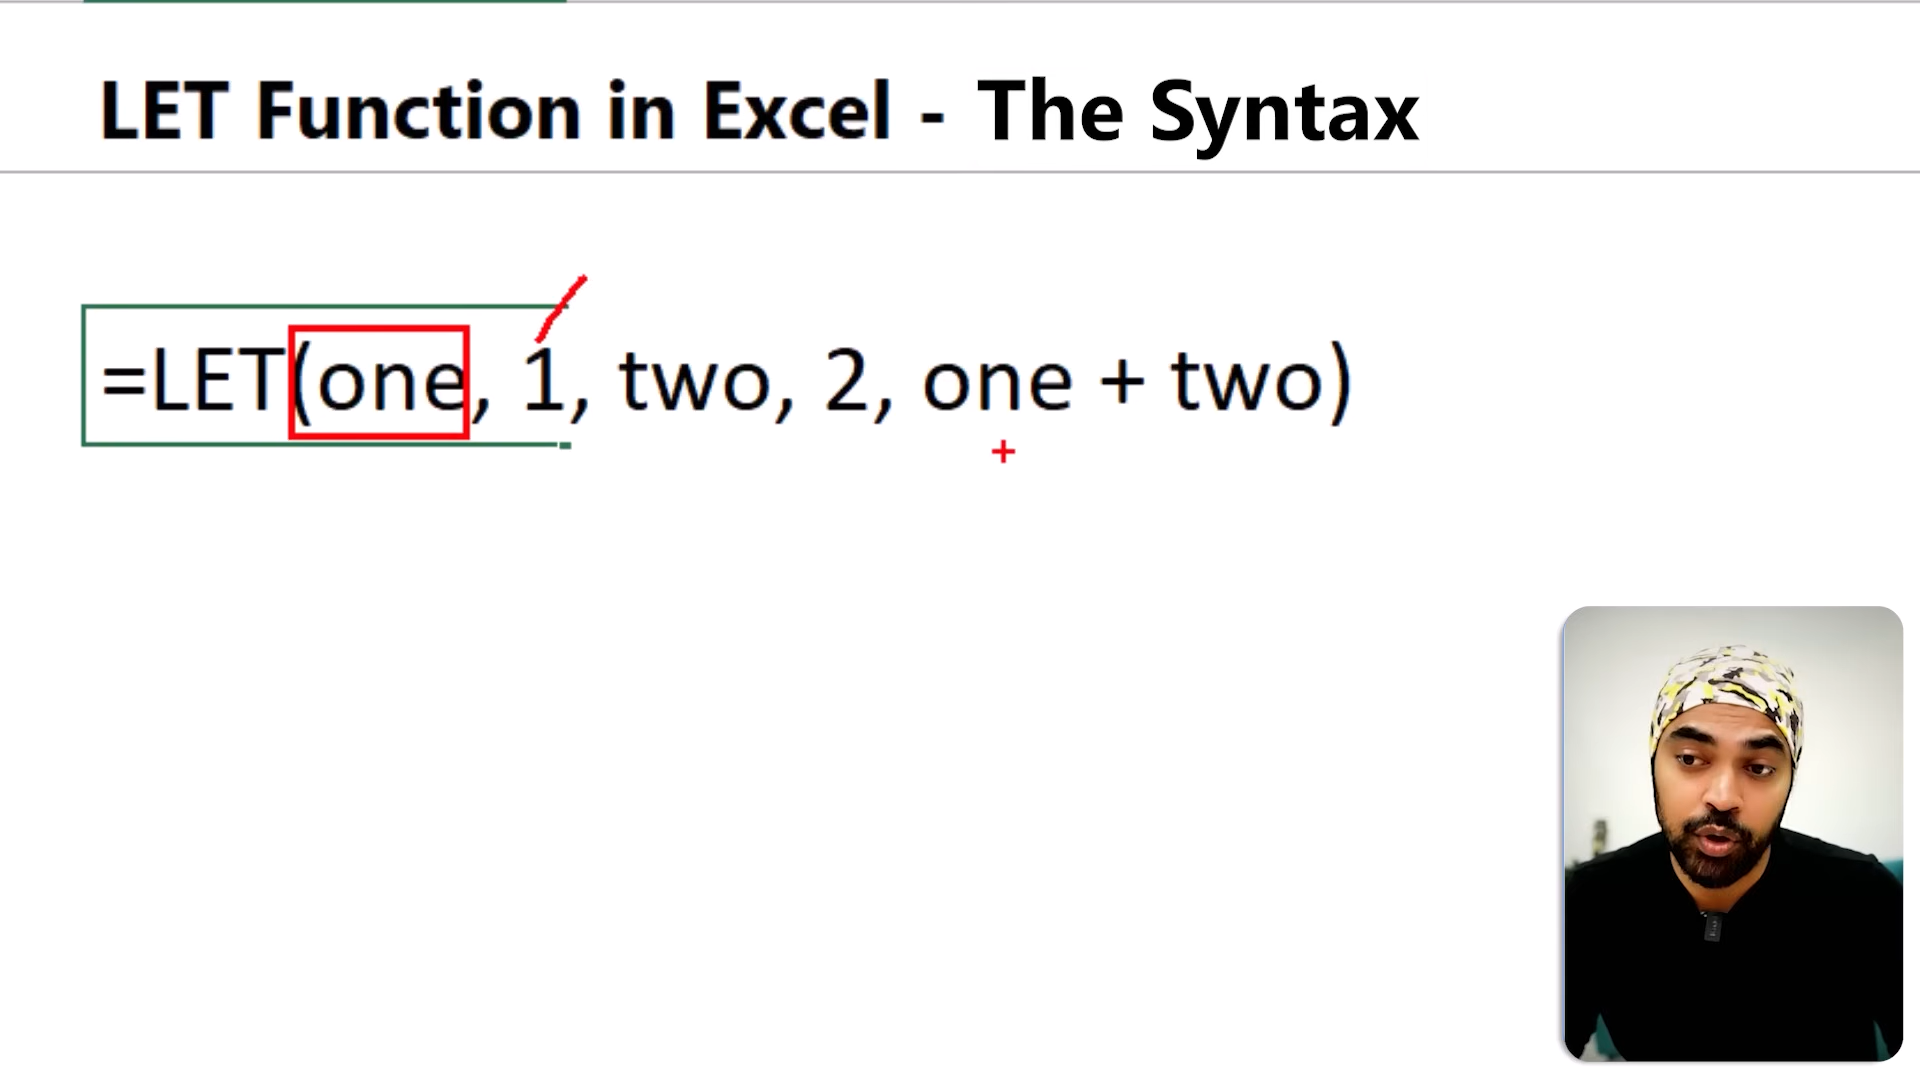 LET Function in Excel - The Syntax
=LET(one, 1, two, 2, one + two)